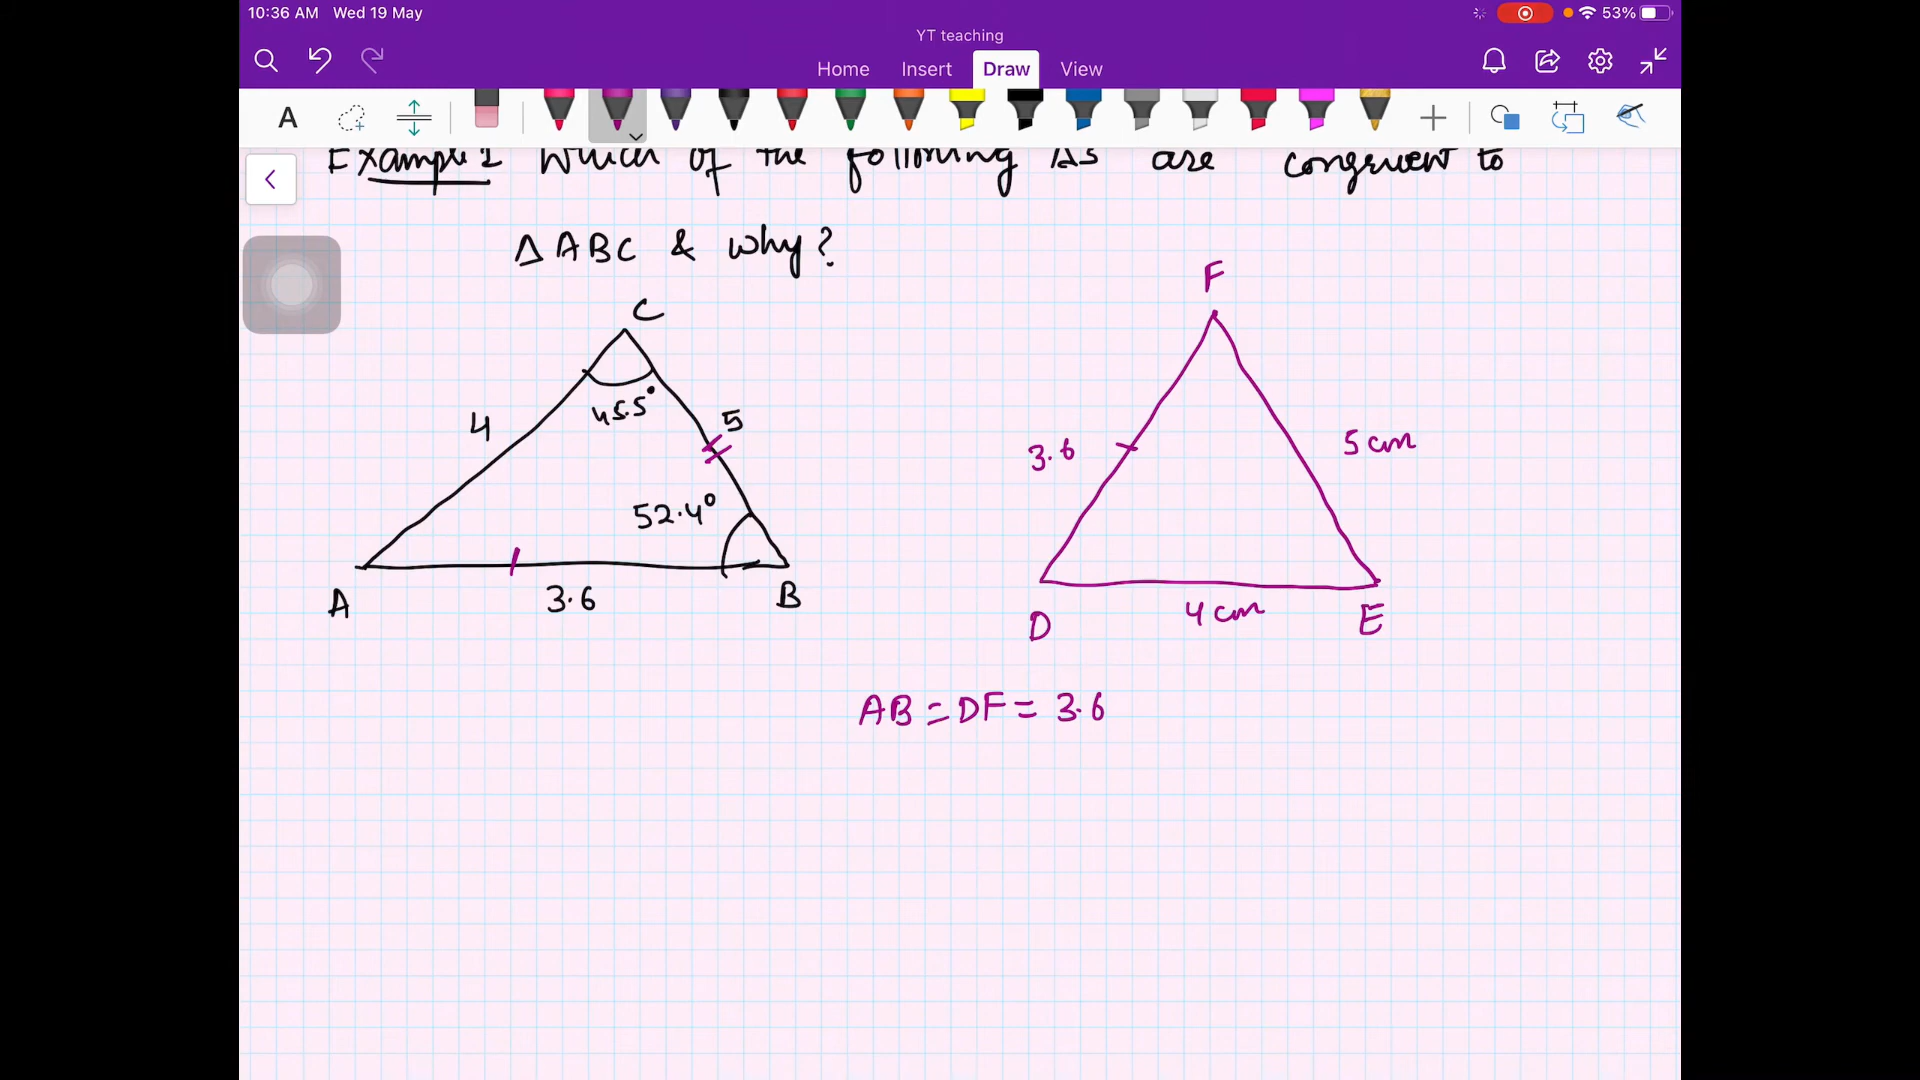 10:36 AM Wed 19 May 53%
YT teaching
Home Insert Draw View
A
Example 1 Which of the following Δs are congruent to
Δ ABC & why?
F
C
45.5°
4
5
3.6
5 cm
52.4°
A
3.6
B
D
4 cm
E
AB = DF = 3.6